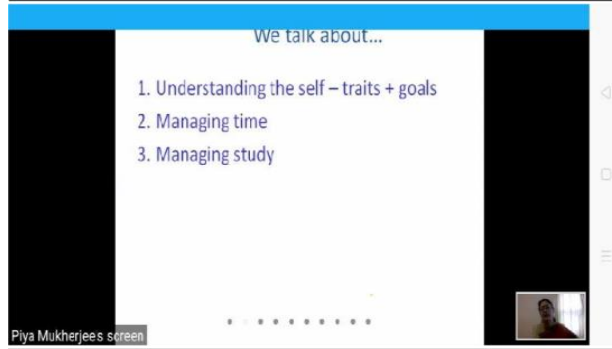 We talk about...
1. Understanding the self – traits + goals
2. Managing time
3. Managing study
Piya Mukherjee's screen